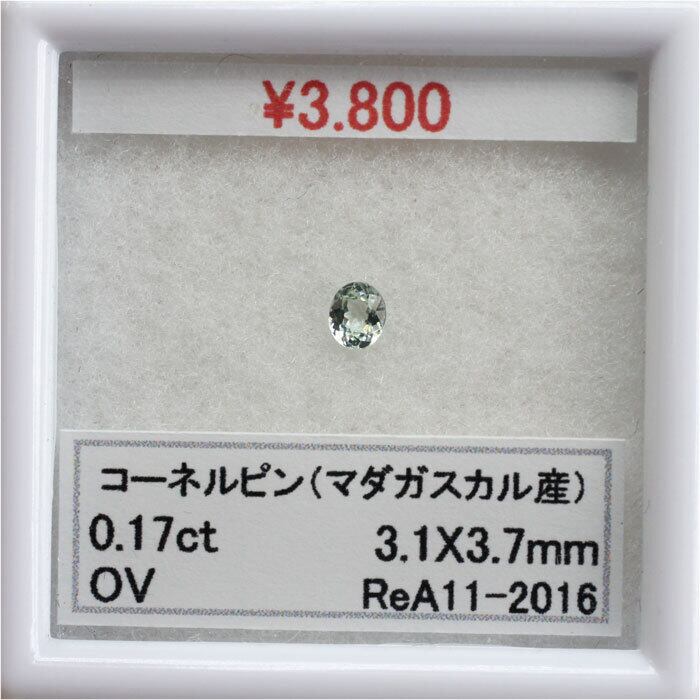 ¥3.800
コーネルピン(マダガスカル産)
0.17ct 3.1X3.7mm
OV ReA11-2016